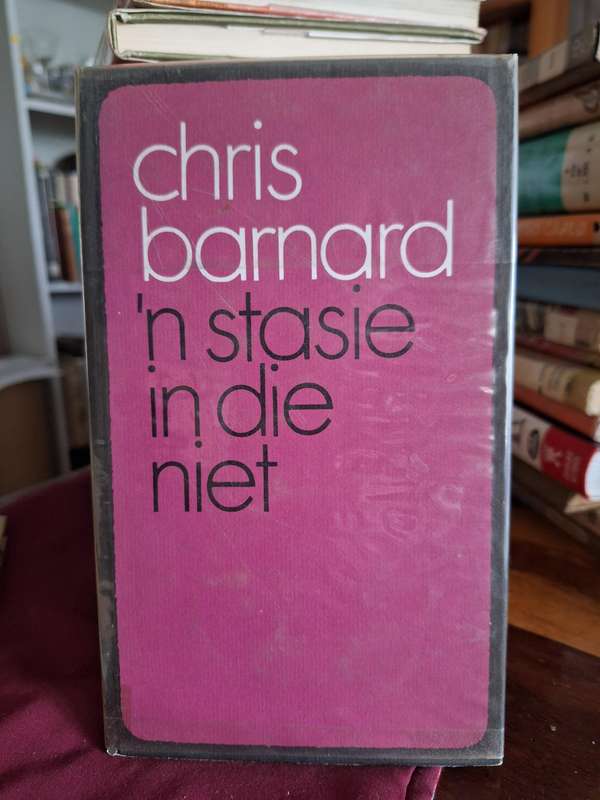 chris
barnard
'n stasie
in die
niet